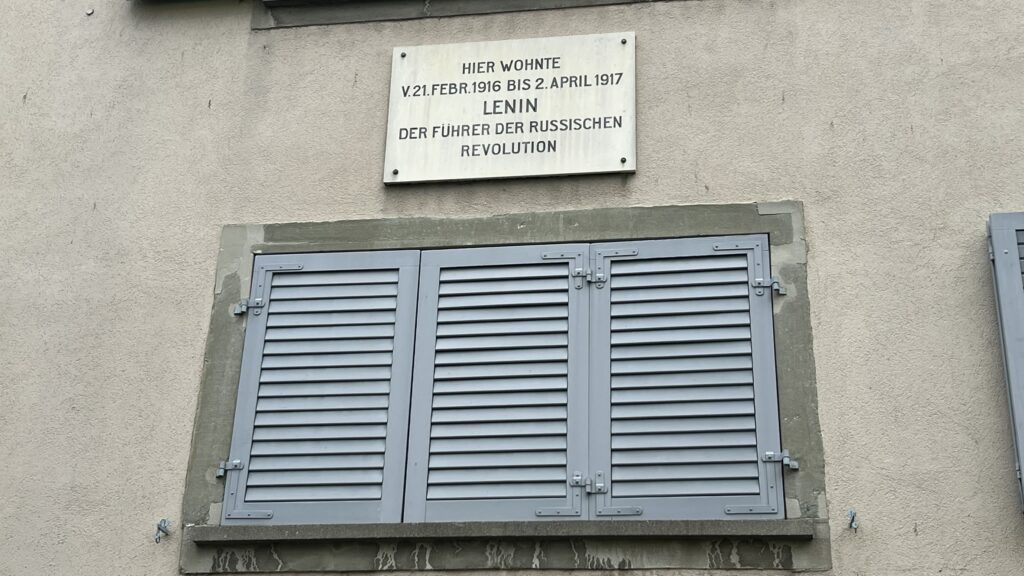 HIER WOHNTE
V. 21. FEBR. 1916 BIS 2. APRIL 1917
LENIN
DER FÜHRER DER RUSSISCHEN
REVOLUTION